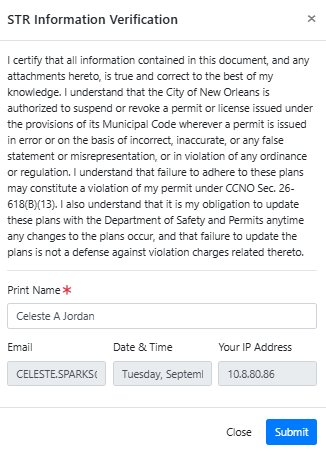 STR Information Verification ×
I certify that all information contained in this document, and any
attachments hereto, is true and correct to the best of my
knowledge. I understand that the City of New Orleans is
authorized to suspend or revoke a permit or license issued under
the provisions of its Municipal Code wherever a permit is issued
in error or on the basis of incorrect, inaccurate, or any false
statement or misrepresentation, or in violation of any ordinance
or regulation. I understand that failure to adhere to these plans
may constitute a violation of my permit under CCNO Sec. 26-
618(B)(13). I also understand that it is my obligation to update
these plans with the Department of Safety and Permits anytime
any changes to the plans occur, and that failure to update the
plans is not a defense against violation charges related thereto.
Print Name *
Celeste A Jordan
Email Date & Time Your IP Address
CELESTE.SPARKS Tuesday, Septem 10.8.80.86
Close Submit